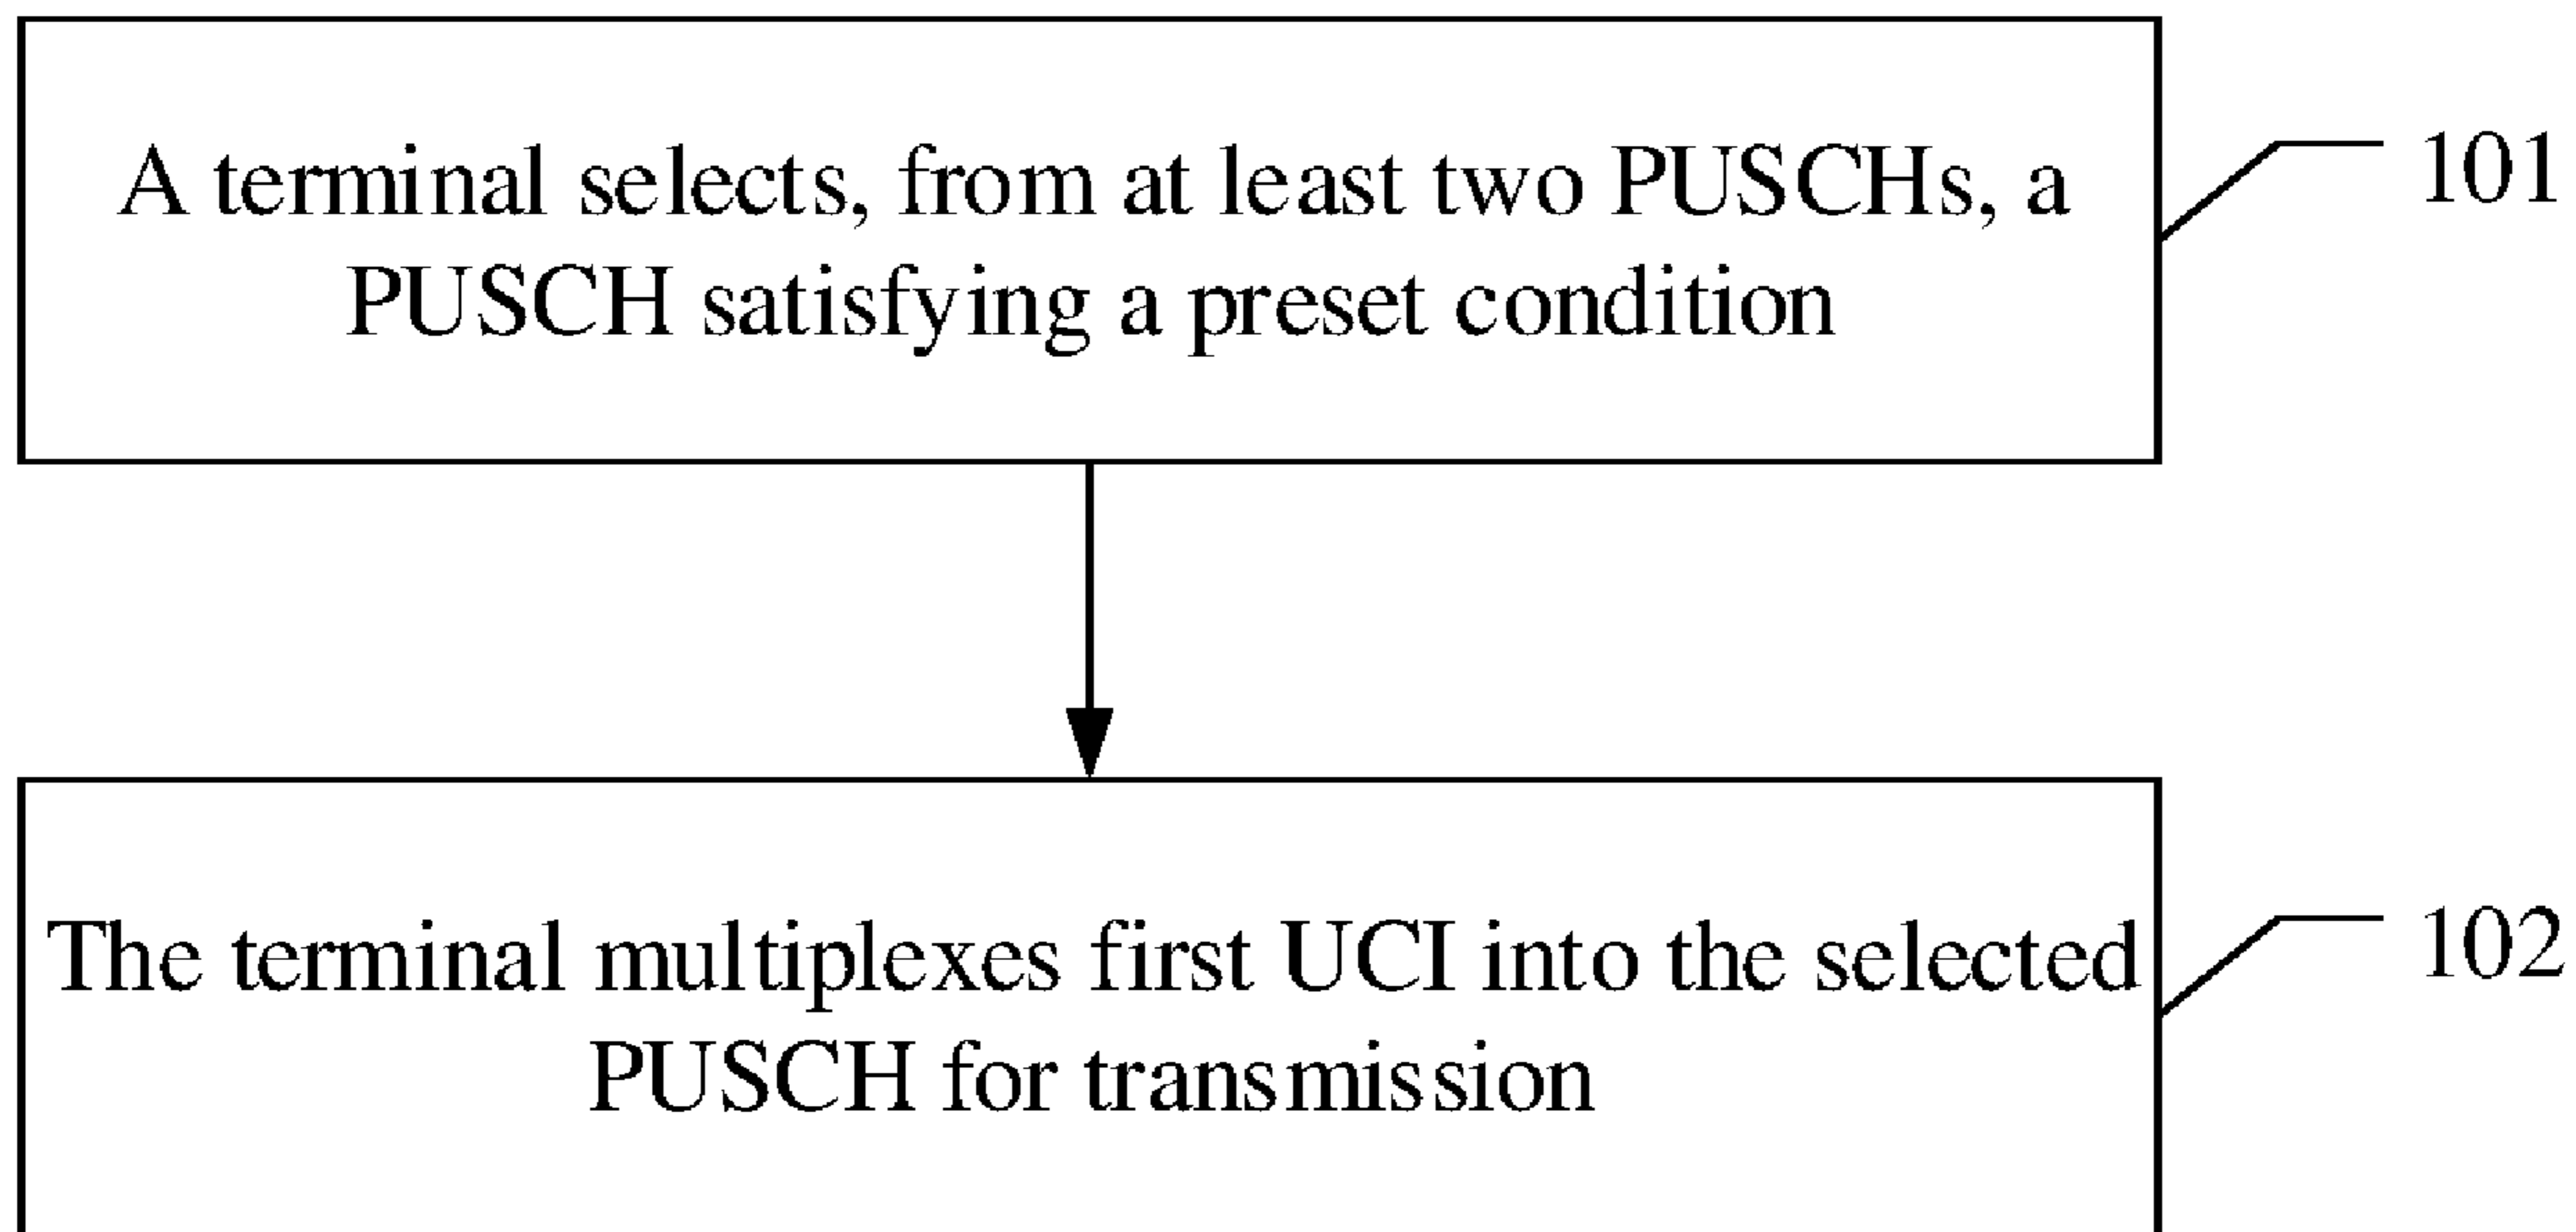 A terminal selects, from at least two PUSCHs, a
PUSCH satisfying a preset condition
101
The terminal multiplexes first UCI into the selected
PUSCH for transmission
102